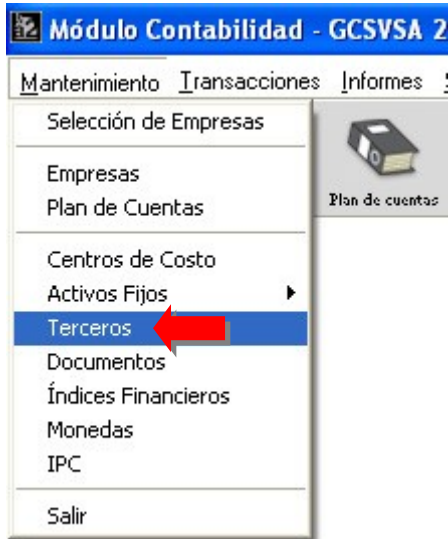 Módulo Contabilidad - GCSVSA 2
Mantenimiento Transacciones Informes
Selección de Empresas
Empresas
Plan de Cuentas
Plan de cuentas
Centros de Costo
Activos Fijos
Terceros
Documentos
Índices Financieros
Monedas
IPC
Salir